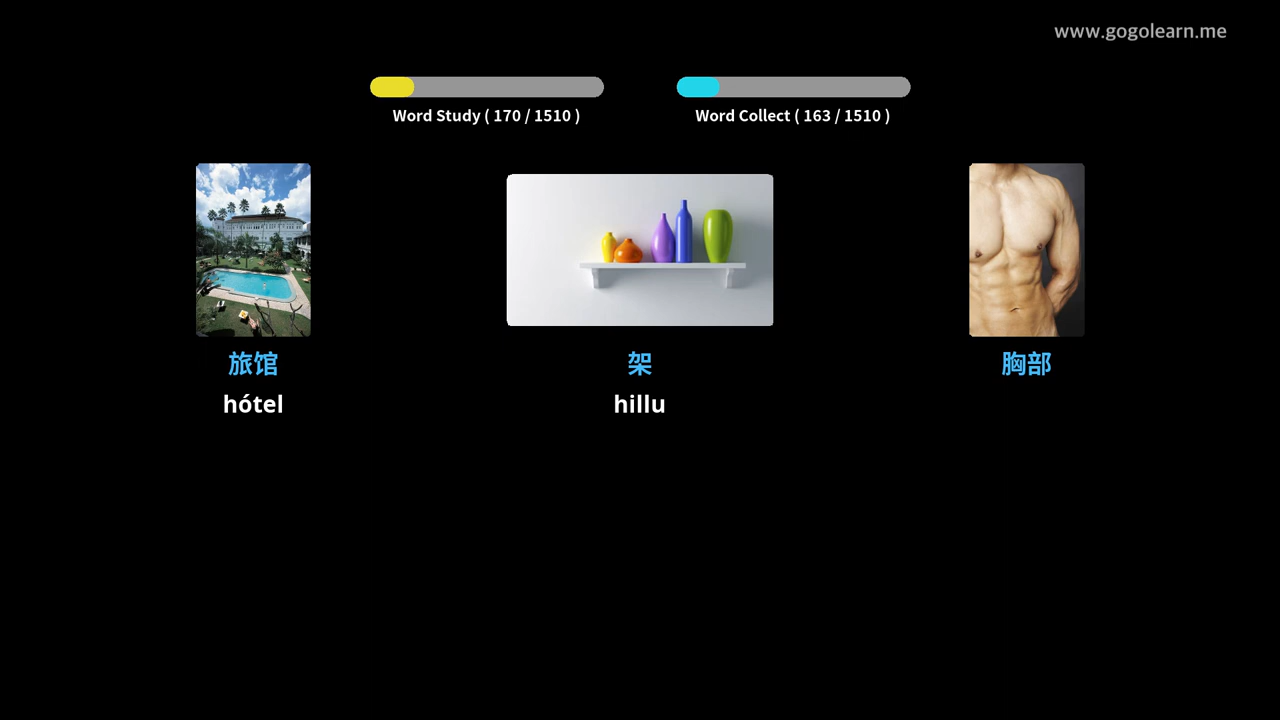 www.gogolearn.me
Word Study ( 170 / 1510 )
Word Collect ( 163 / 1510 )
旅馆
架
胸部
hótel
hillu